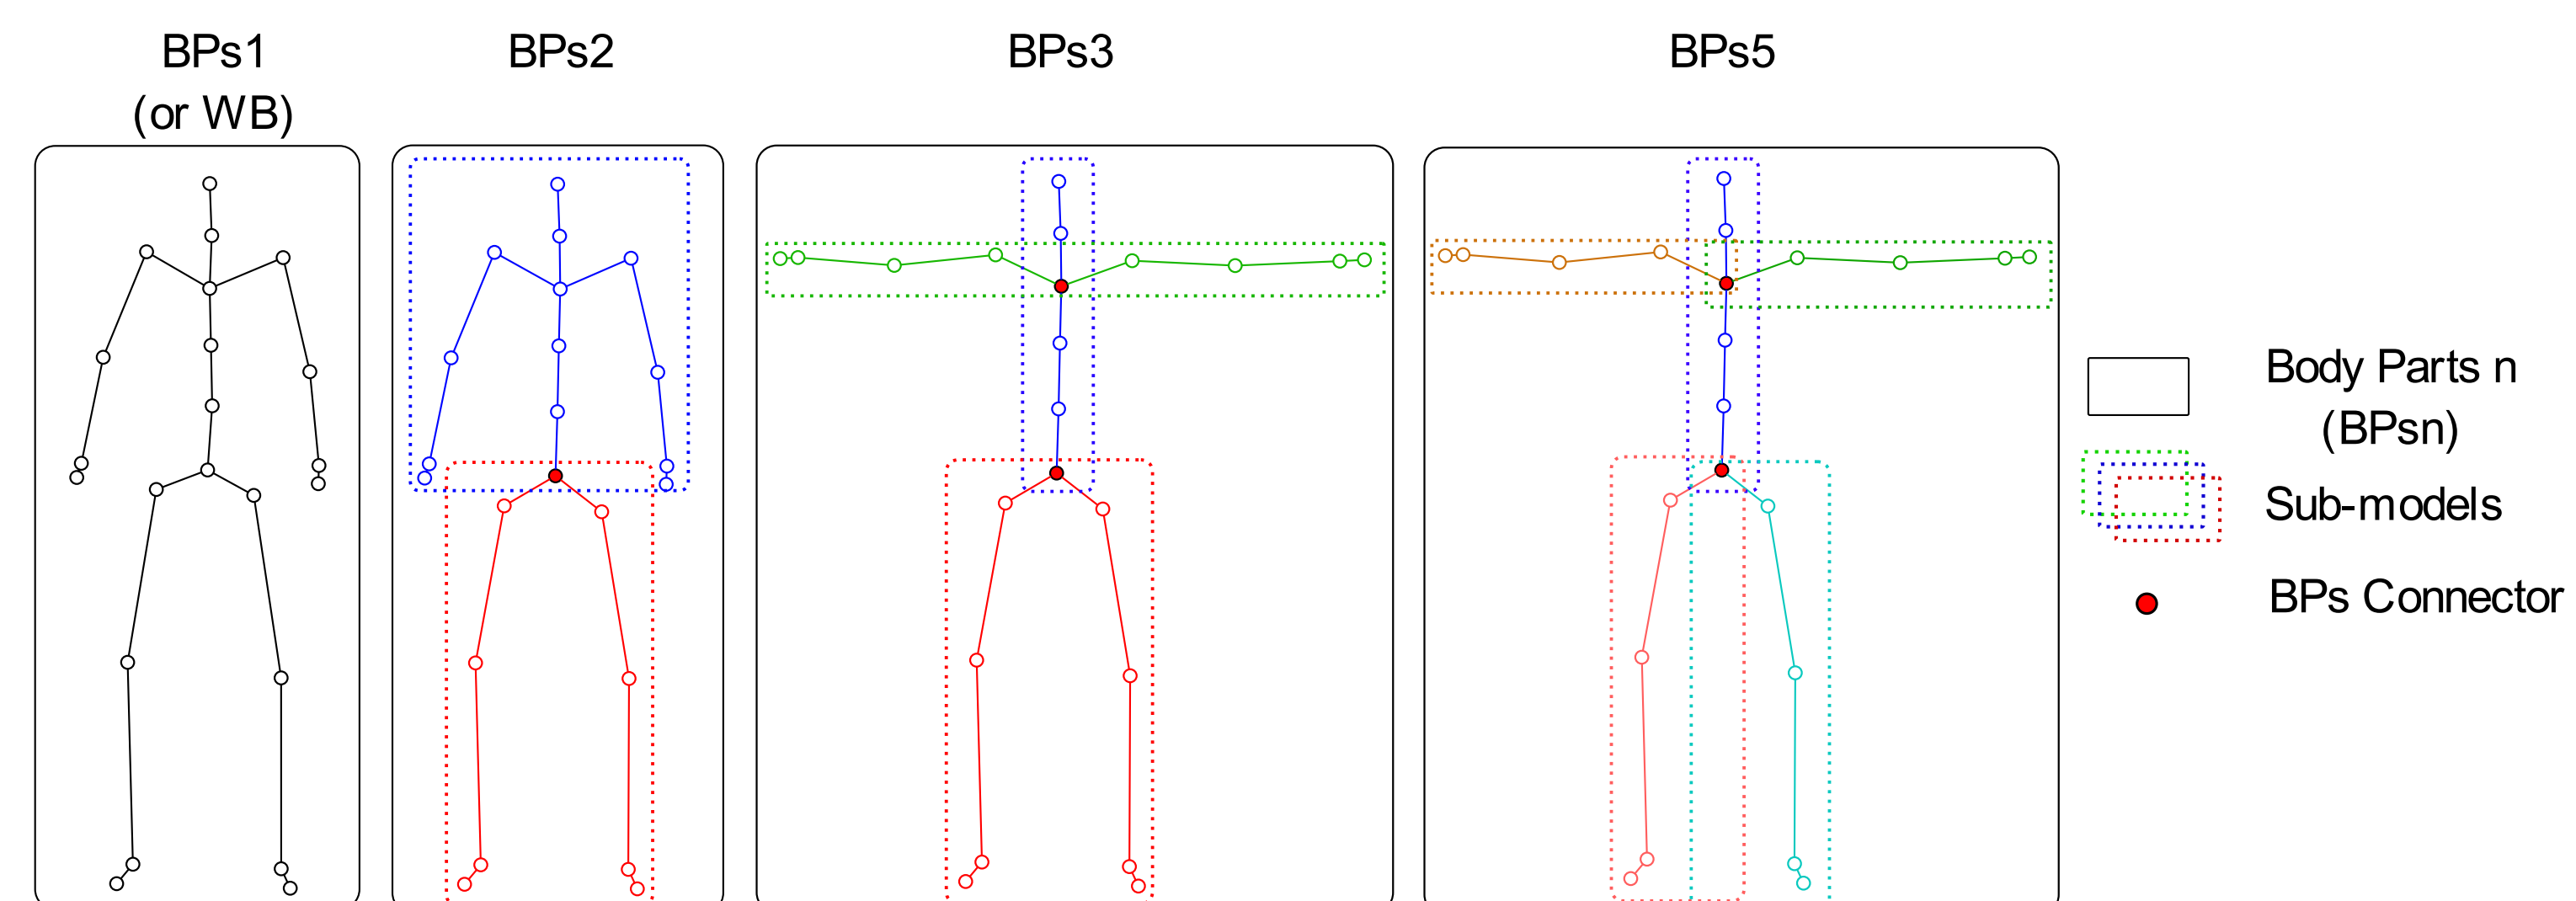 BPs1
(or WB)
BPs2
BPs3
BPs5
Body Parts n
(BPsn)
Sub-models
BPs Connector